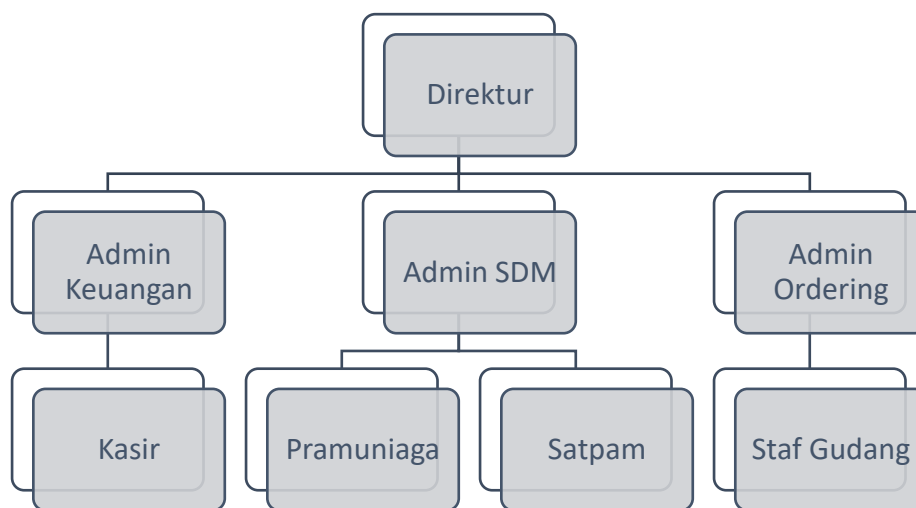 Direktur
Admin
Keuangan
Admin SDM
Admin
Ordering
Kasir
Pramuniaga
Satpam
Staf Gudang